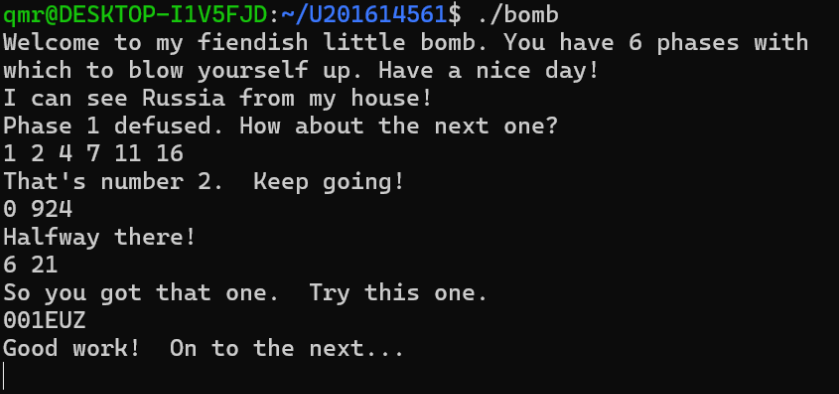 qmr@DESKTOP-I1V5FJD:~/U201614561$ ./bomb
Welcome to my fiendish little bomb. You have 6 phases with
which to blow yourself up. Have a nice day!
I can see Russia from my house!
Phase 1 defused. How about the next one?
1 2 4 7 11 16
That's number 2.  Keep going!
0 924
Halfway there!
6 21
So you got that one.  Try this one.
001EUZ
Good work!  On to the next...